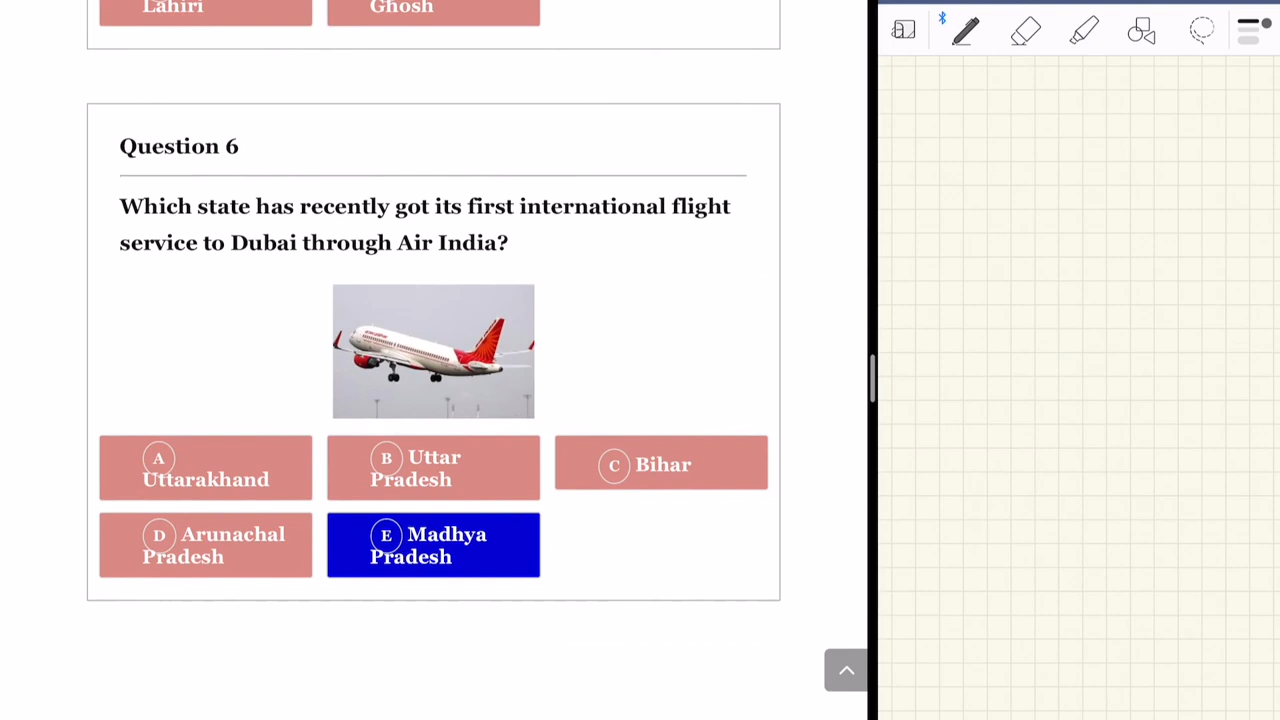 Lahiri
Ghosh
Question 6
Which state has recently got its first international flight
service to Dubai through Air India?
A
Uttarakhand
B Uttar
Pradesh
C Bihar
D Arunachal
Pradesh
E Madhya
Pradesh